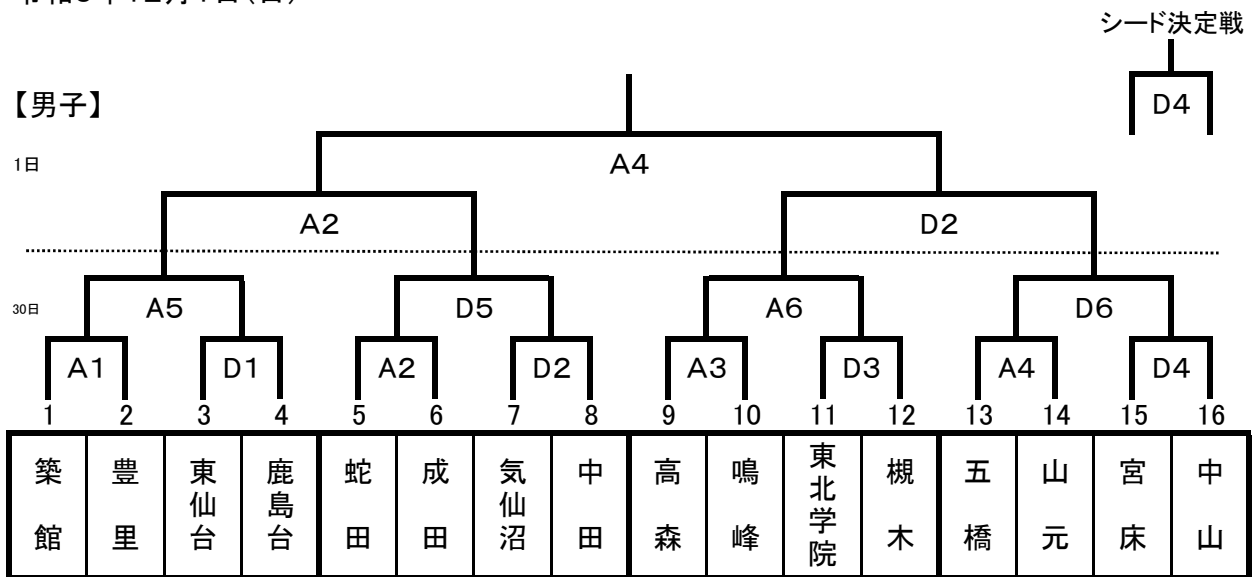 シード決定戦
D4
【男子】
1日
A4
A2 D2
30日
A5 D5 A6 D6
A1 D1 A2 D2 A3 D3 A4 D4
1 2 3 4 5 6 7 8 9 10 11 12 13 14 15 16
築館 豊里 東仙台 鹿島台 蛇田 成田 気仙沼 中田 高森 鳴峰 東北学院 槻木 五橋 山元 宮床 中山